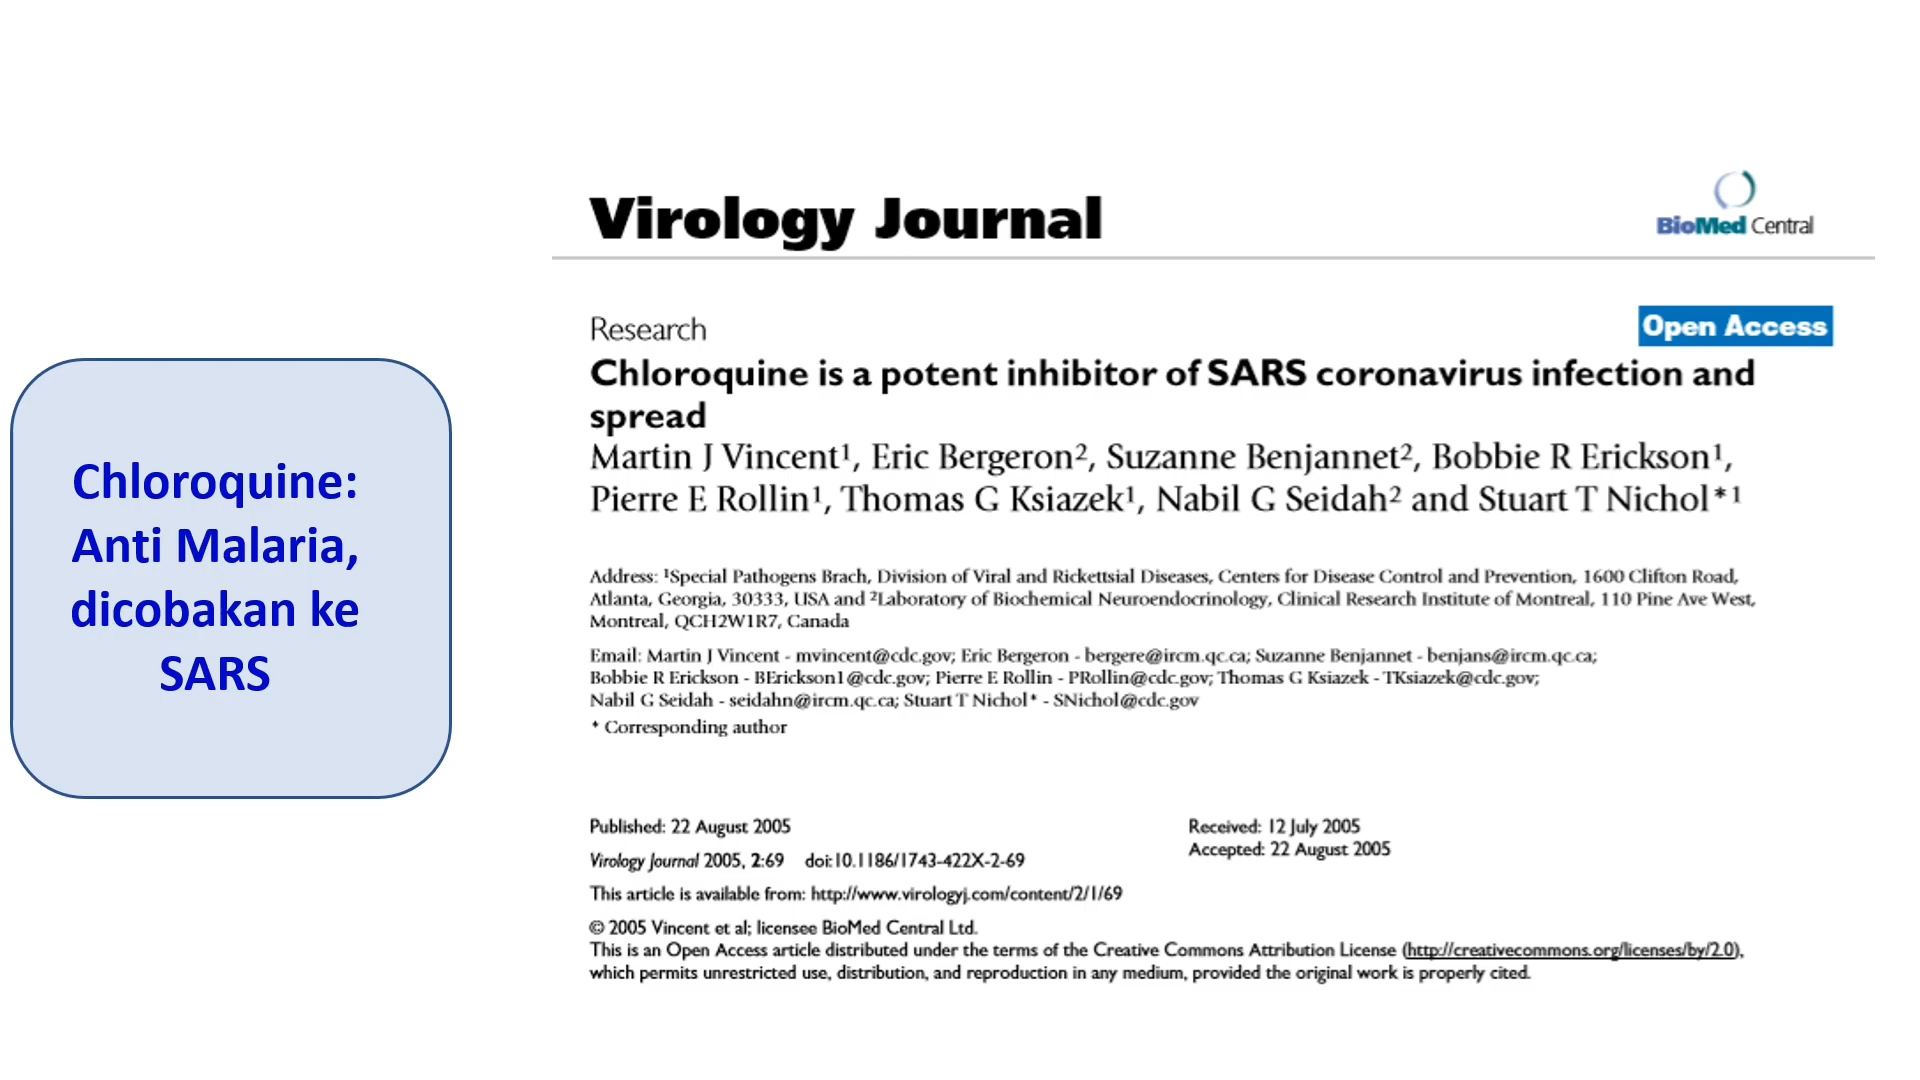 Chloroquine:
Anti Malaria,
dicobakan ke
SARS
Virology Journal
BioMed Central
Research
Open Access
Chloroquine is a potent inhibitor of SARS coronavirus infection and
spread
Martin J Vincent¹, Eric Bergeron², Suzanne Benjannet², Bobbie R Erickson¹,
Pierre E Rollin¹, Thomas G Ksiazek¹, Nabil G Seidah² and Stuart T Nichol*¹
Address: ¹Special Pathogens Brach, Division of Viral and Rickettsial Diseases, Centers for Disease Control and Prevention, 1600 Clifton Road,
Atlanta, Georgia, 30333, USA and ²Laboratory of Biochemical Neuroendocrinology, Clinical Research Institute of Montreal, 110 Pine Ave West,
Montreal, QCH2W1R7, Canada
Email: Martin J Vincent - mvincent@cdc.gov; Eric Bergeron - bergere@ircm.qc.ca; Suzanne Benjannet - benjans@ircm.qc.ca;
Bobbie R Erickson - BErickson1@cdc.gov; Pierre E Rollin - PRollin@cdc.gov; Thomas G Ksiazek - TKsiazek@cdc.gov;
Nabil G Seidah - seidahn@ircm.qc.ca; Stuart T Nichol* - SNichol@cdc.gov
* Corresponding author
Published: 22 August 2005
Virology Journal 2005, 2:69 doi:10.1186/1743-422X-2-69
This article is available from: http://www.virologyj.com/content/2/1/69
Received: 12 July 2005
Accepted: 22 August 2005
© 2005 Vincent et al; licensee BioMed Central Ltd.
This is an Open Access article distributed under the terms of the Creative Commons Attribution License (http://creativecommons.org/licenses/by/2.0),
which permits unrestricted use, distribution, and reproduction in any medium, provided the original work is properly cited.